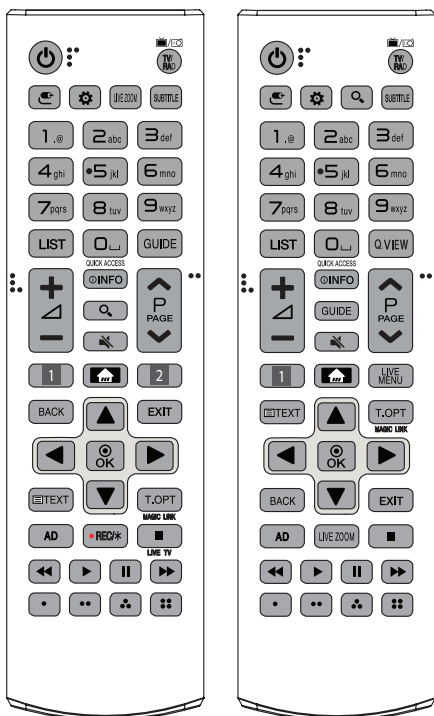 TV/
RAD
LIVE ZOOM SUBTITLE
1.@ 2abc 3def
4ghi 5jkl 6mno
7pqrs 8tuv 9wxyz
LIST 0 GUIDE
QUICK ACCESS
INFO
P
PAGE
1 2
BACK EXIT
OK
TEXT T.OPT
MAGIC LINK
AD REC/*
LIVE TV
TV/
RAD
SUBTITLE
1.@ 2abc 3def
4ghi 5jkl 6mno
7pqrs 8tuv 9wxyz
LIST 0 Q.VIEW
QUICK ACCESS
INFO
P
PAGE
GUIDE
1 LIVE
MENU
TEXT T.OPT
MAGIC LINK
OK
BACK EXIT
AD LIVE ZOOM